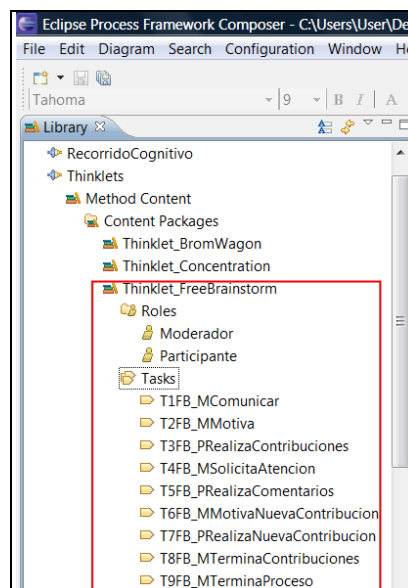 Eclipse Process Framework Composer - C:\Users\User\De
File Edit Diagram Search Configuration Window He
Tahoma 9 B I A
Library
RecorridoCognitivo
Thinklets
Method Content
Content Packages
Thinklet_BromWagon
Thinklet_Concentration
Thinklet_FreeBrainstorm
Roles
Moderador
Participante
Tasks
T1FB_MComunicar
T2FB_MMotiva
T3FB_PRealizaContribuciones
T4FB_MSolicitaAtencion
T5FB_PRealizaComentarios
T6FB_MMotivaNuevaContribucion
T7FB_PRealizaNuevaContribucion
T8FB_MTerminaContribuciones
T9FB_MTerminaProceso